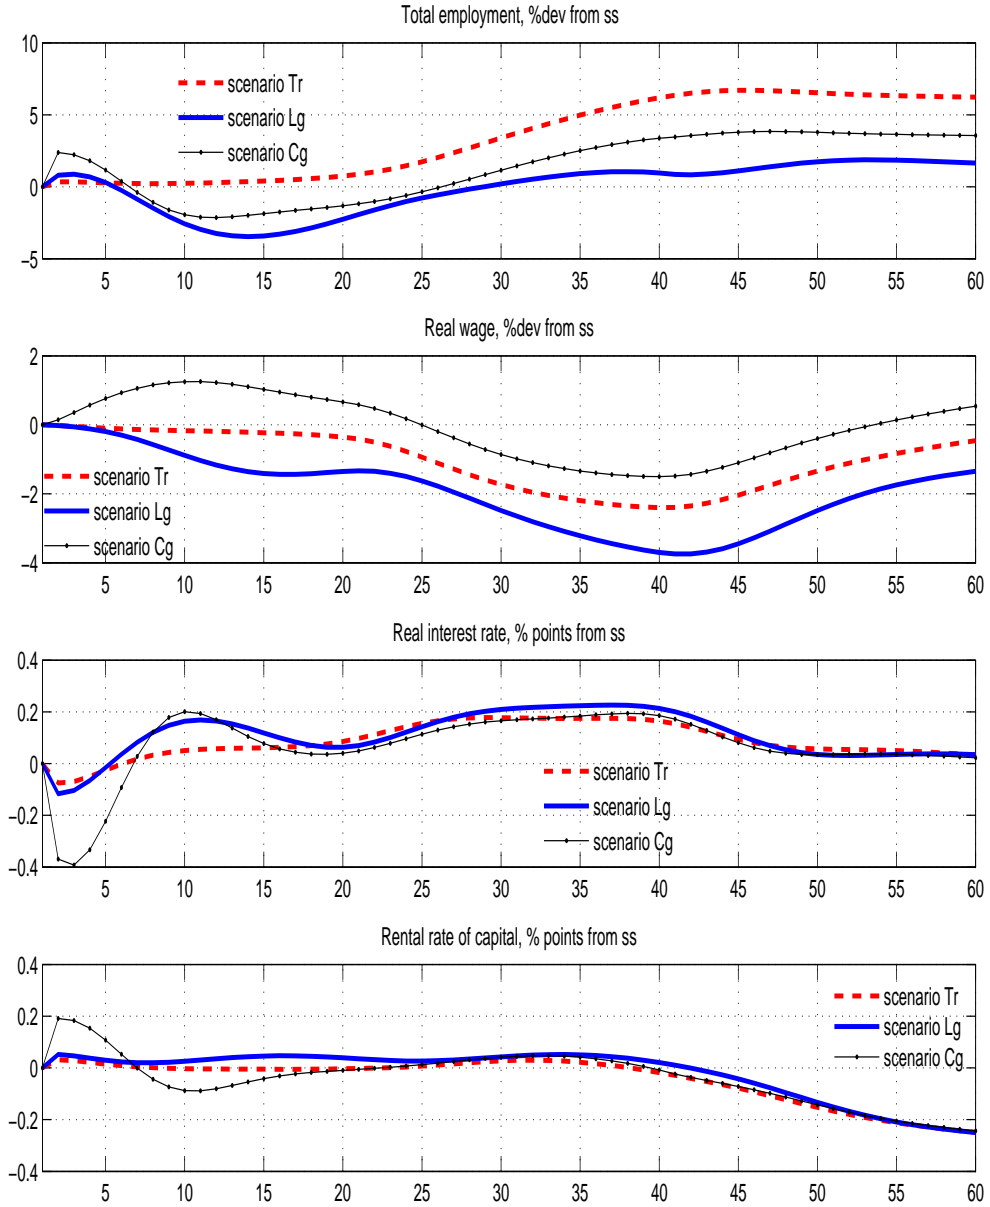 Total employment, %dev from ss
10
scenario Tr
5
scenario Lg
scenario Cg
0
−5
5 10 15 20 25 30 35 40 45 50 55 60
Real wage, %dev from ss
2
0
scenario Tr
−2
scenario Lg
scenario Cg
−4
5 10 15 20 25 30 35 40 45 50 55 60
Real interest rate, % points from ss
0.4
0.2
0
scenario Tr
scenario Lg
−0.2
scenario Cg
−0.4
5 10 15 20 25 30 35 40 45 50 55 60
Rental rate of capital, % points from ss
0.4
scenario Tr
0.2
scenario Lg
scenario Cg
0
−0.2
−0.4
5 10 15 20 25 30 35 40 45 50 55 60